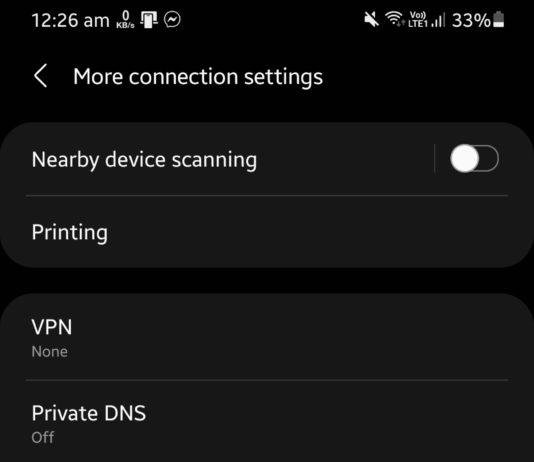 12:26 am 0 KB/s Vo)) LTE1 33%
More connection settings
Nearby device scanning
Printing
VPN
None
Private DNS
Off